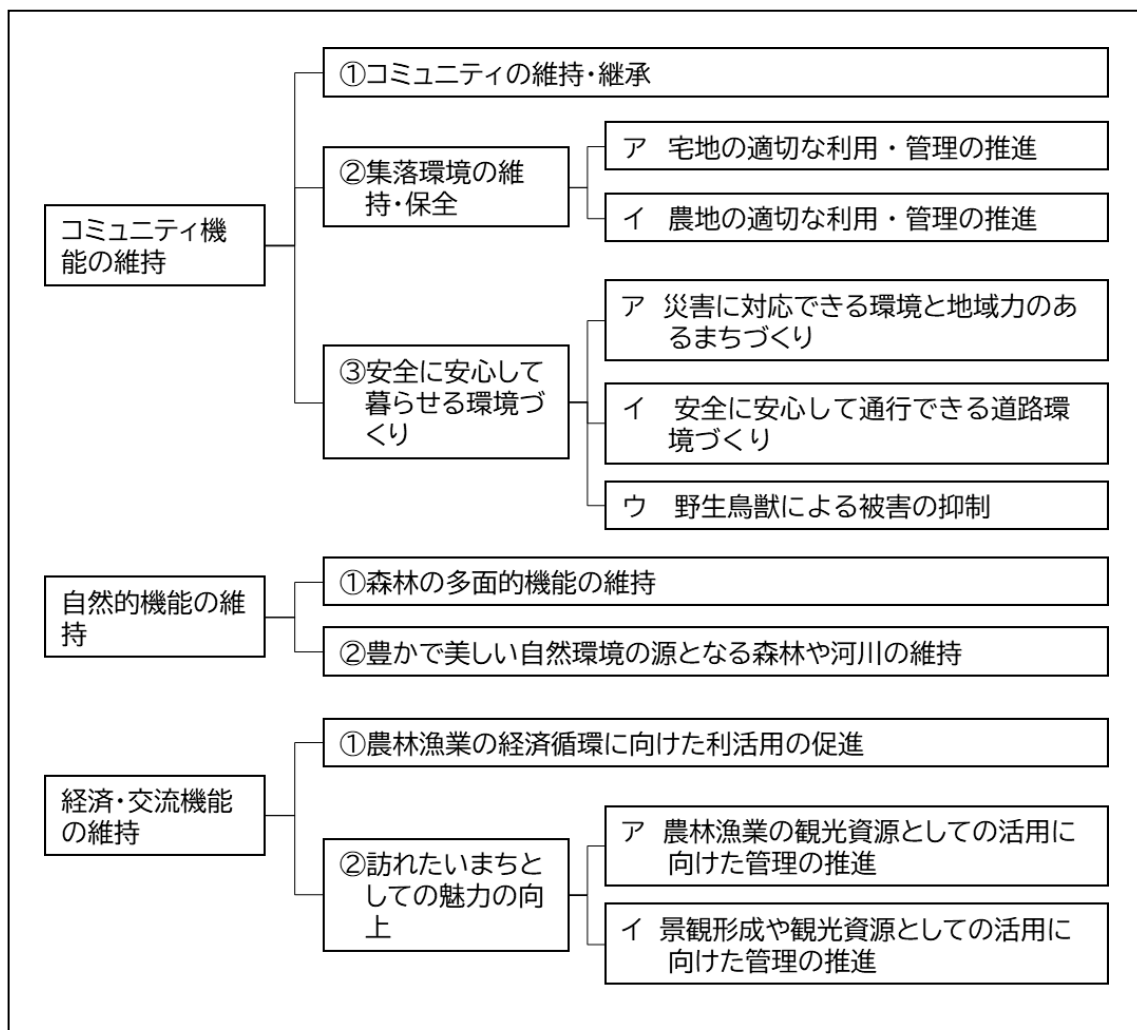 コミュニティ機
能の維持
①コミュニティの維持・継承
②集落環境の維
持・保全
ア 宅地の適切な利用・管理の推進
イ 農地の適切な利用・管理の推進
③安全に安心して
暮らせる環境づ
くり
ア 災害に対応できる環境と地域力のあ
るまちづくり
イ 安全に安心して通行できる道路環
境づくり
ウ 野生鳥獣による被害の抑制
自然的機能の維
持
①森林の多面的機能の維持
②豊かで美しい自然環境の源となる森林や河川の維持
経済・交流機能
の維持
①農林漁業の経済循環に向けた利活用の促進
②訪れたいまちと
しての魅力の向
上
ア 農林漁業の観光資源としての活用に
向けた管理の推進
イ 景観形成や観光資源としての活用に
向けた管理の推進